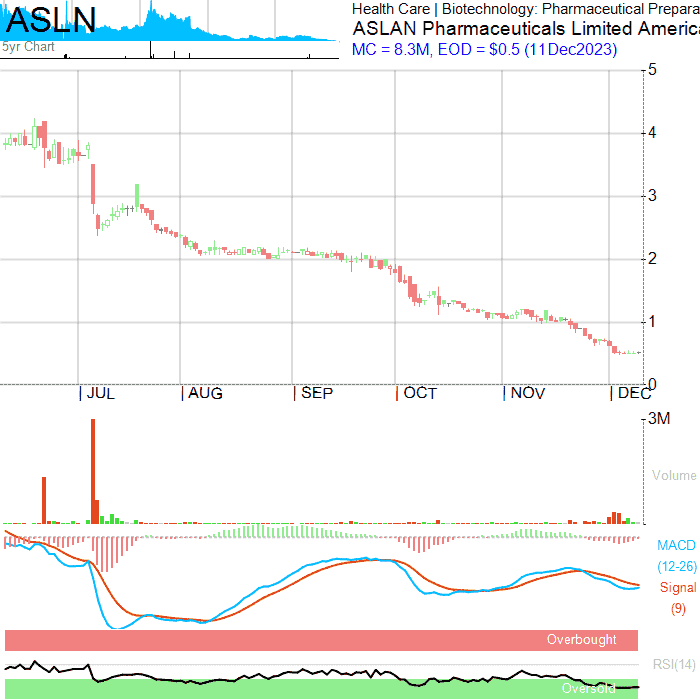 ASLN
5yr Chart
Health Care | Biotechnology: Pharmaceutical Prepara
ASLAN Pharmaceuticals Limited America
MC = 8.3M, EOD = $0.5 (11Dec2023)
5
4
3
2
1
0
JUL AUG SEP OCT NOV DEC
3M
Volume
MACD
(12-26)
Signal
(9)
Overbought
RSI(14)
Oversold